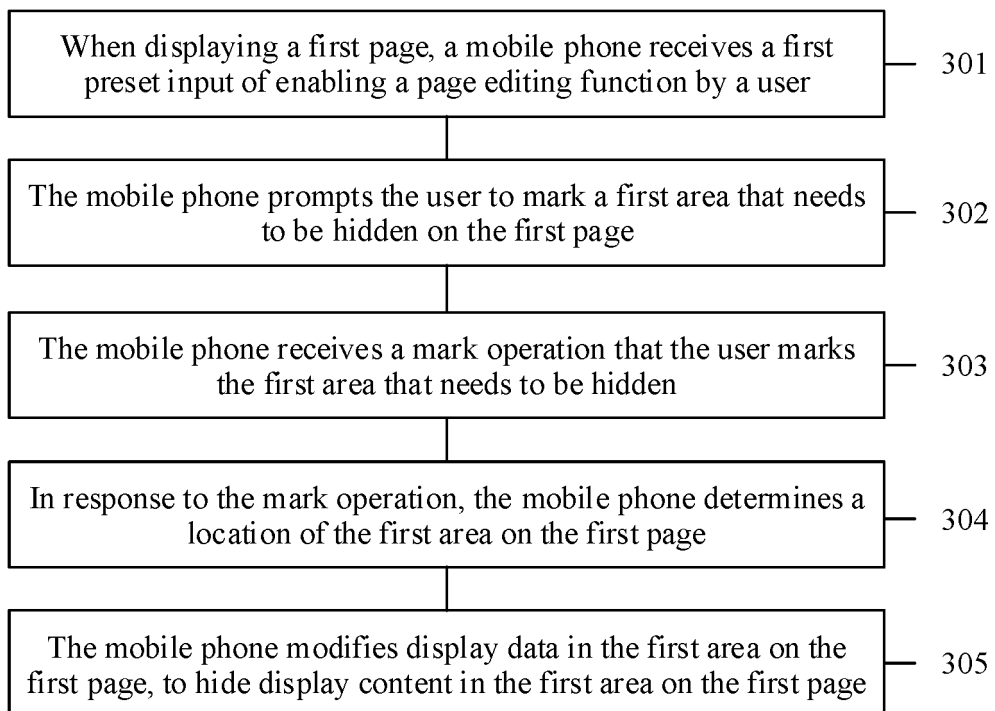 When displaying a first page, a mobile phone receives a first
preset input of enabling a page editing function by a user
301
The mobile phone prompts the user to mark a first area that needs
to be hidden on the first page
302
The mobile phone receives a mark operation that the user marks
the first area that needs to be hidden
303
In response to the mark operation, the mobile phone determines a
location of the first area on the first page
304
The mobile phone modifies display data in the first area on the
first page, to hide display content in the first area on the first page
305